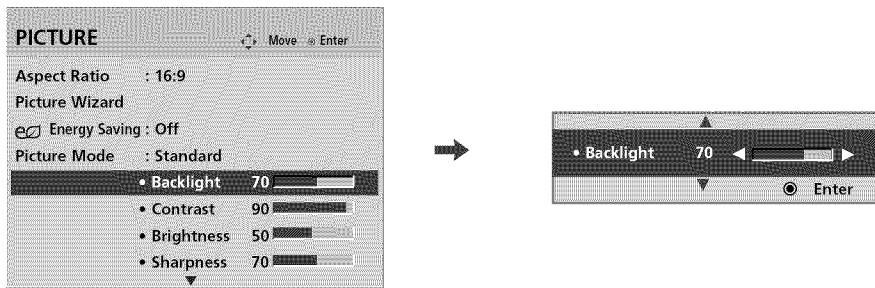 PICTURE
Move Enter
Aspect Ratio : 16:9
Picture Wizard
Energy Saving : Off
Picture Mode : Standard
• Backlight 70
• Contrast 90
• Brightness 50
• Sharpness 70
• Backlight 70
Enter